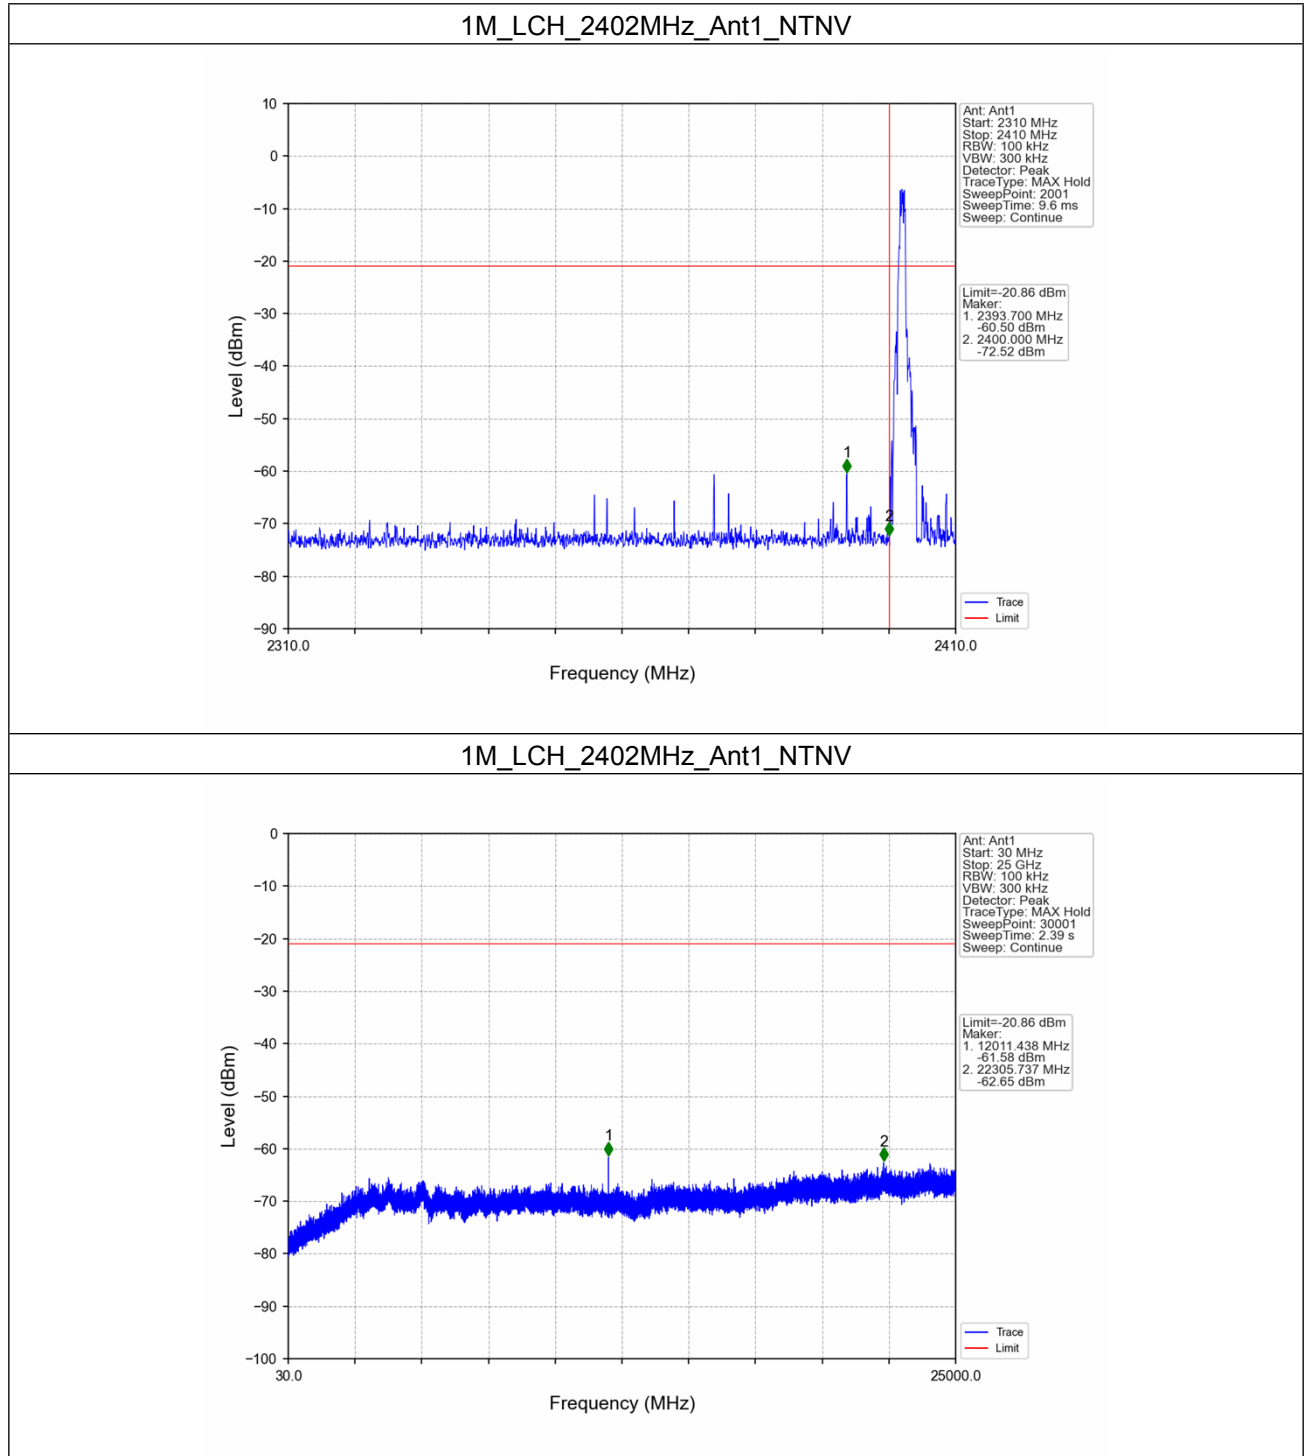 1M_LCH_2402MHz_Ant1_NTNV
10
0
−10
−20
−30
−40
−50
−60
−70
−80
−90
Level (dBm)
1
2
2310.0
2410.0
Frequency (MHz)
Ant: Ant1
Start: 2310 MHz
Stop: 2410 MHz
RBW: 100 kHz
VBW: 300 kHz
Detector: Peak
TraceType: MAX Hold
SweepPoint: 2001
SweepTime: 9.6 ms
Sweep: Continue
Limit=-20.86 dBm
Maker:
1. 2393.700 MHz
-60.50 dBm
2. 2400.000 MHz
-72.52 dBm
Trace
Limit
1M_LCH_2402MHz_Ant1_NTNV
0
−10
−20
−30
−40
−50
−60
−70
−80
−90
−100
Level (dBm)
1
2
30.0
25000.0
Frequency (MHz)
Ant: Ant1
Start: 30 MHz
Stop: 25 GHz
RBW: 100 kHz
VBW: 300 kHz
Detector: Peak
TraceType: MAX Hold
SweepPoint: 30001
SweepTime: 2.39 s
Sweep: Continue
Limit=-20.86 dBm
Maker:
1. 12011.438 MHz
-61.58 dBm
2. 22305.737 MHz
-62.65 dBm
Trace
Limit